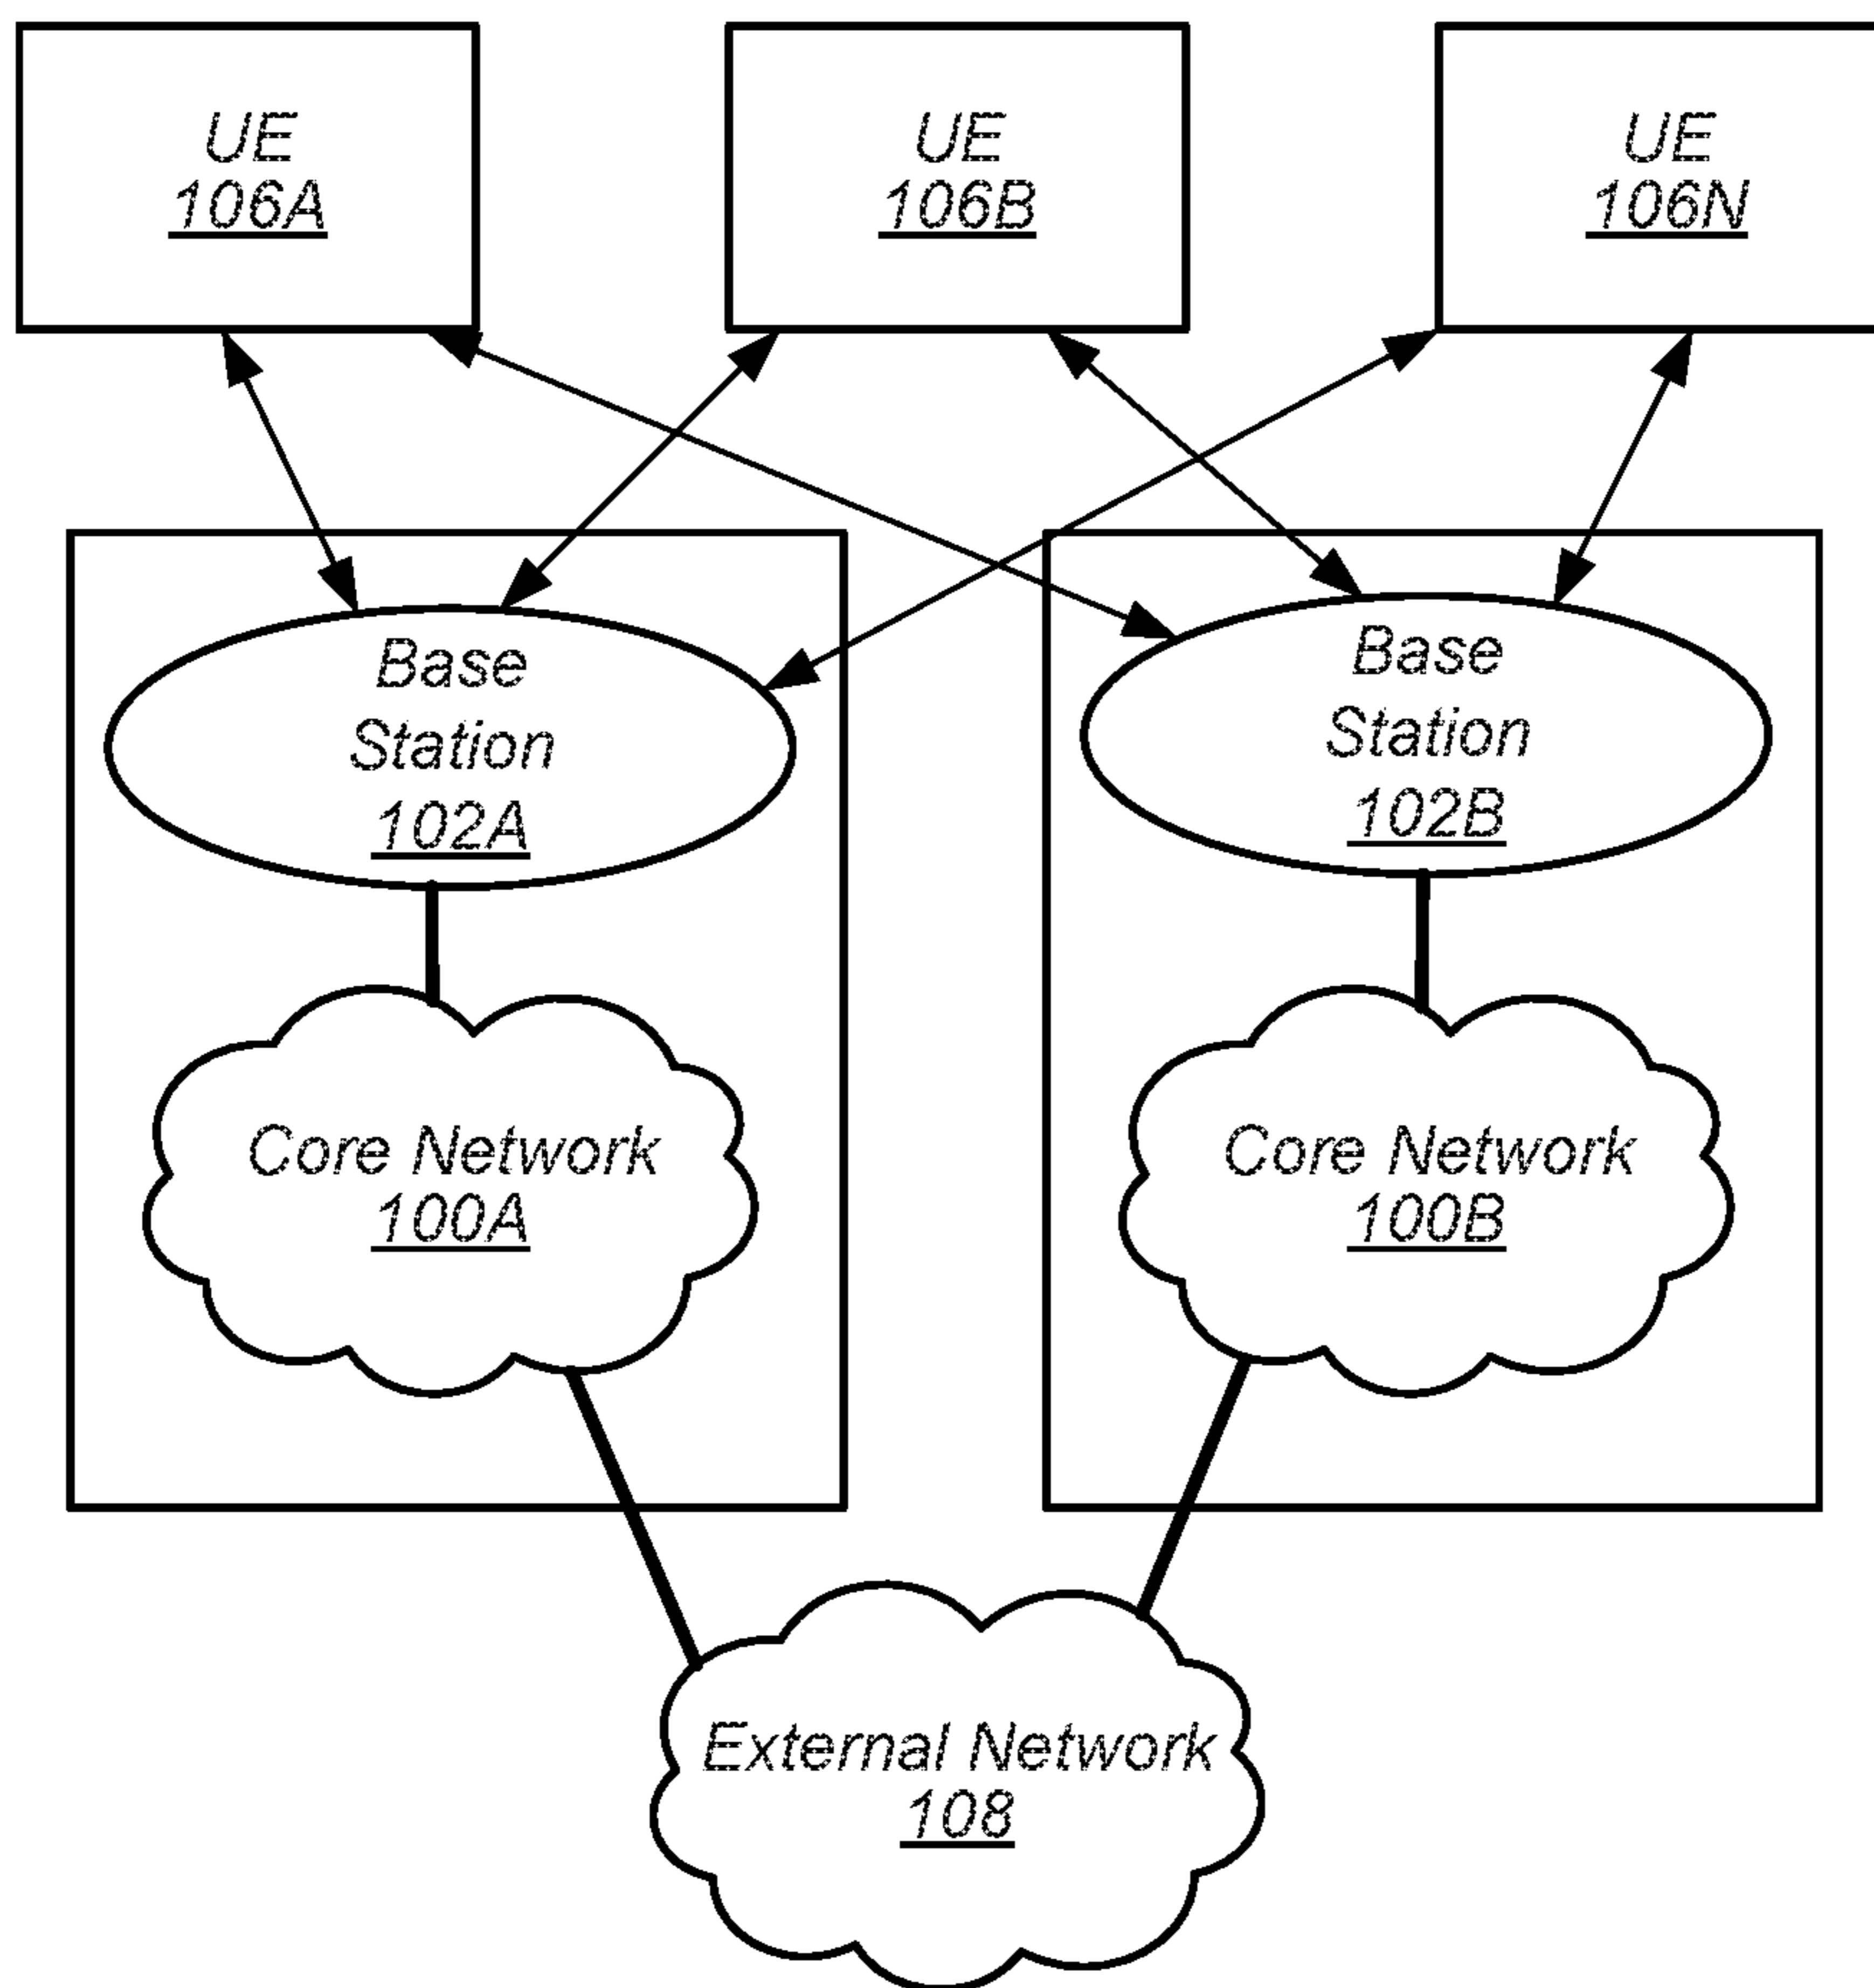 UE
106A
UE
106B
UE
106N
Base
Station
102A
Base
Station
102B
Core Network
100A
Core Network
100B
External Network
108